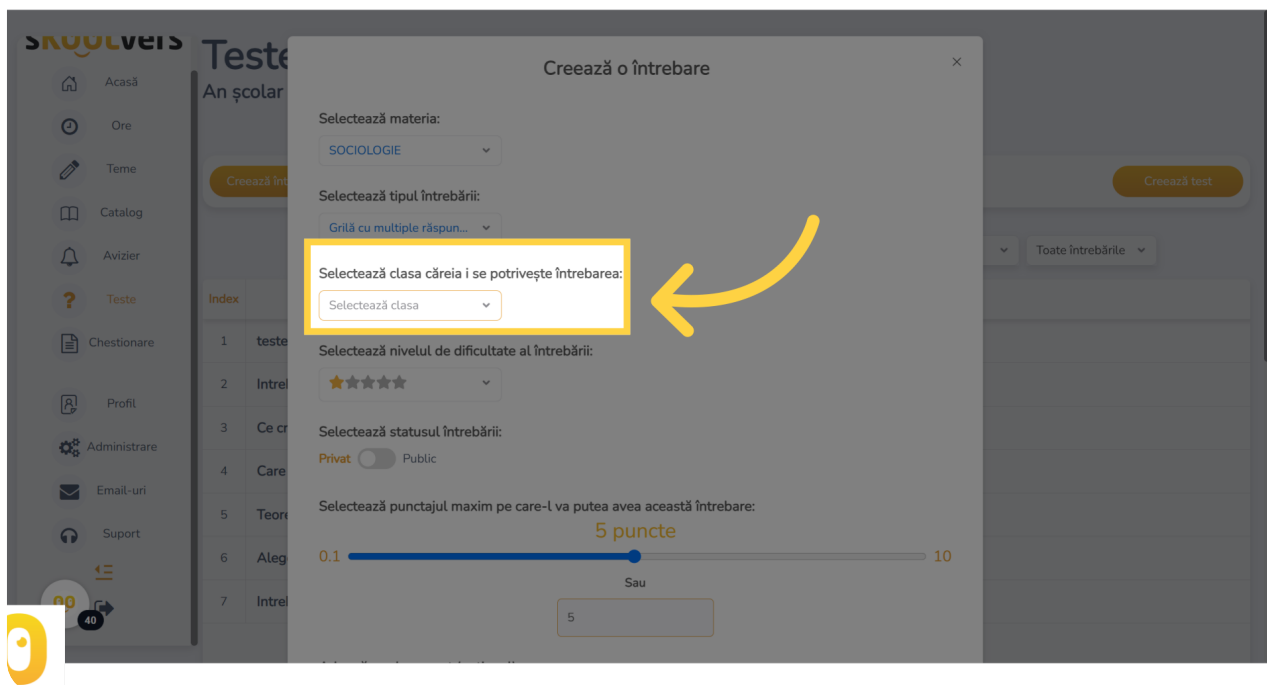 skoolvers
Acasă
Ore
Teme
Catalog
Avizier
? Teste
Chestionare
Profil
Administrare
Email-uri
Suport
40
An școlar
Creează test
Toate întrebările
Index
1 teste
2
3
4 Care
5
6
7
Creează o întrebare ×
Selectează materia:
SOCIOLOGIE
Selectează tipul întrebării:
Grilă cu multiple răspun...
Selectează clasa căreia i se potrivește întrebarea:
Selectează clasa
Selectează nivelul de dificultate al întrebării:
Selectează statusul întrebării:
Privat Public
Selectează punctajul maxim pe care-l va putea avea această întrebare:
5 puncte
0.1 10
Sau
5